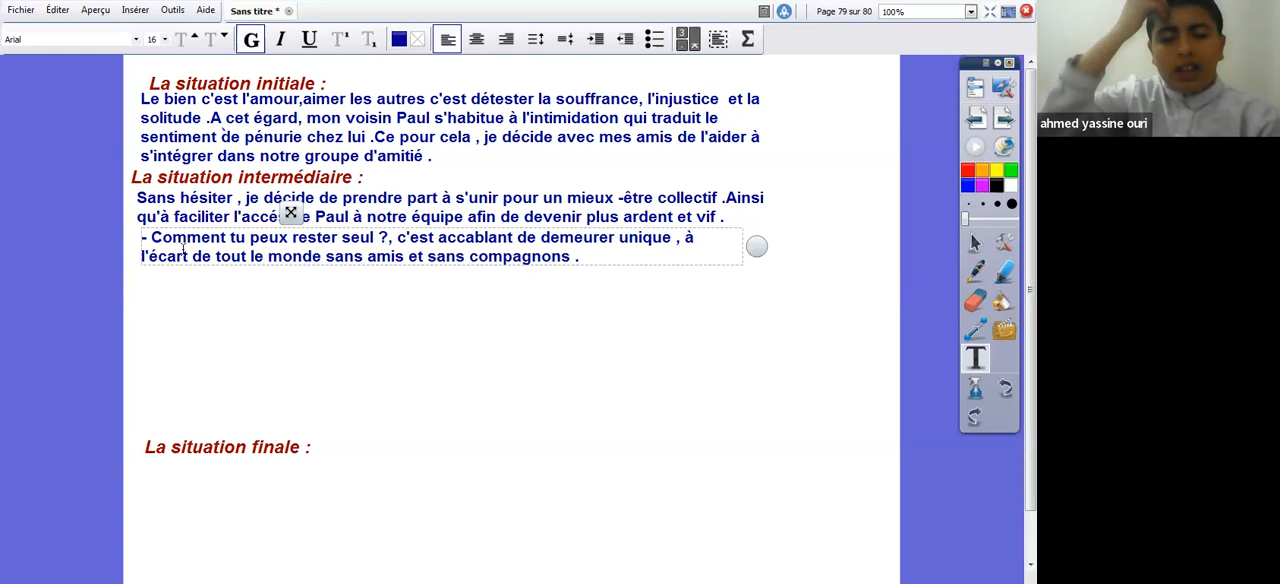 Fichier Éditer Aperçu Insérer Outils Aide Sans titre * Page 79 sur 80 100%
Arial 16 G I U T¹ T₁ Σ
ahmed yassine ouri
La situation initiale :
Le bien c'est l'amour,aimer les autres c'est détester la souffrance, l'injustice et la
solitude .A cet égard, mon voisin Paul s'habitue à l'intimidation qui traduit le
sentiment de pénurie chez lui .Ce pour cela , je décide avec mes amis de l'aider à
s'intégrer dans notre groupe d'amitié .
La situation intermédiaire :
Sans hésiter , je décide de prendre part à s'unir pour un mieux -être collectif .Ainsi
qu'à faciliter Paul à notre équipe afin de devenir plus ardent et vif .
- Comment tu peux rester seul ?, c'est accablant de demeurer unique , à
l'écart de tout le monde sans amis et sans compagnons .
La situation finale :